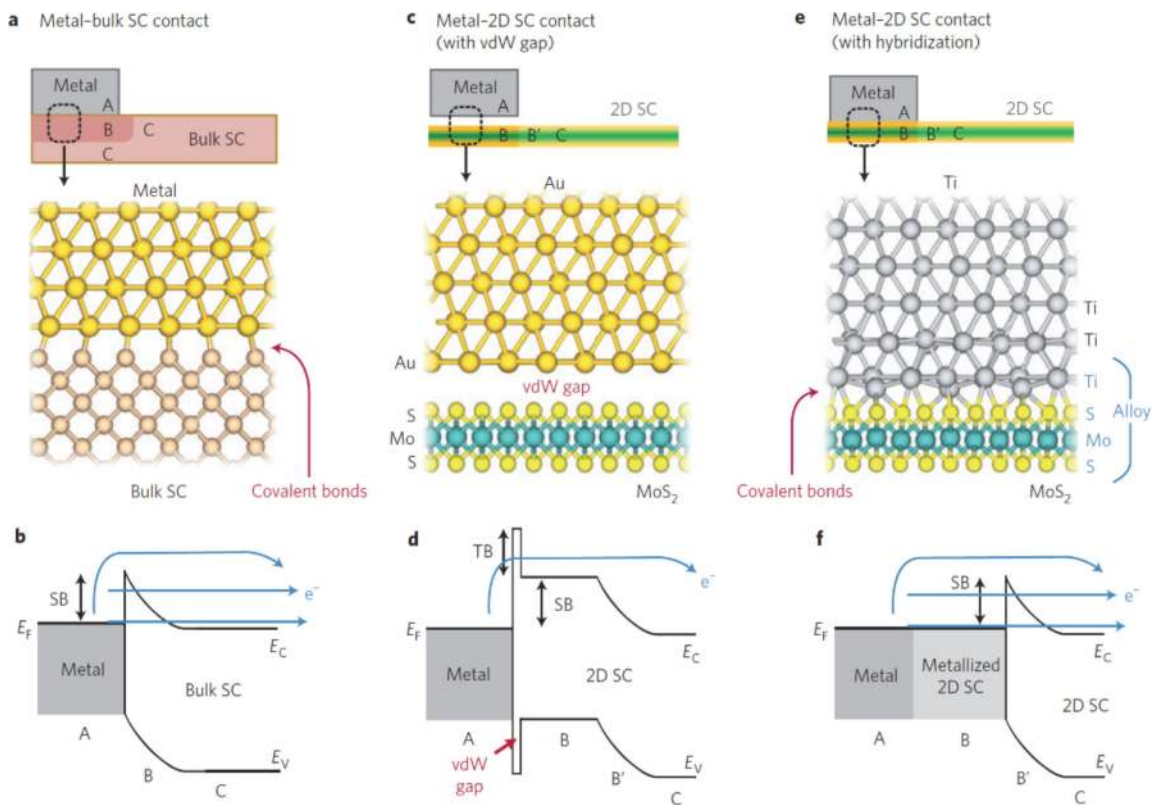 a Metal–bulk SC contact
Metal
A
B
C
C
Bulk SC
Metal
Bulk SC
Covalent bonds
c Metal–2D SC contact
(with vdW gap)
Metal
A
2D SC
B
B'
C
Au
Au
vdW gap
S
Mo
S
MoS2
e Metal–2D SC contact
(with hybridization)
Metal
A
2D SC
B
B'
C
Ti
Ti
Ti
Ti
S
Mo
S
Alloy
Covalent bonds
MoS2
b
SB
e−
EF
EC
Metal
Bulk SC
A
EV
B
C
d
TB
e−
SB
EF
EC
Metal
2D SC
A
B
vdW
gap
EV
B'
C
f
SB
e−
EF
EC
Metal
Metallized
2D SC
2D SC
A
B
EV
B'
C